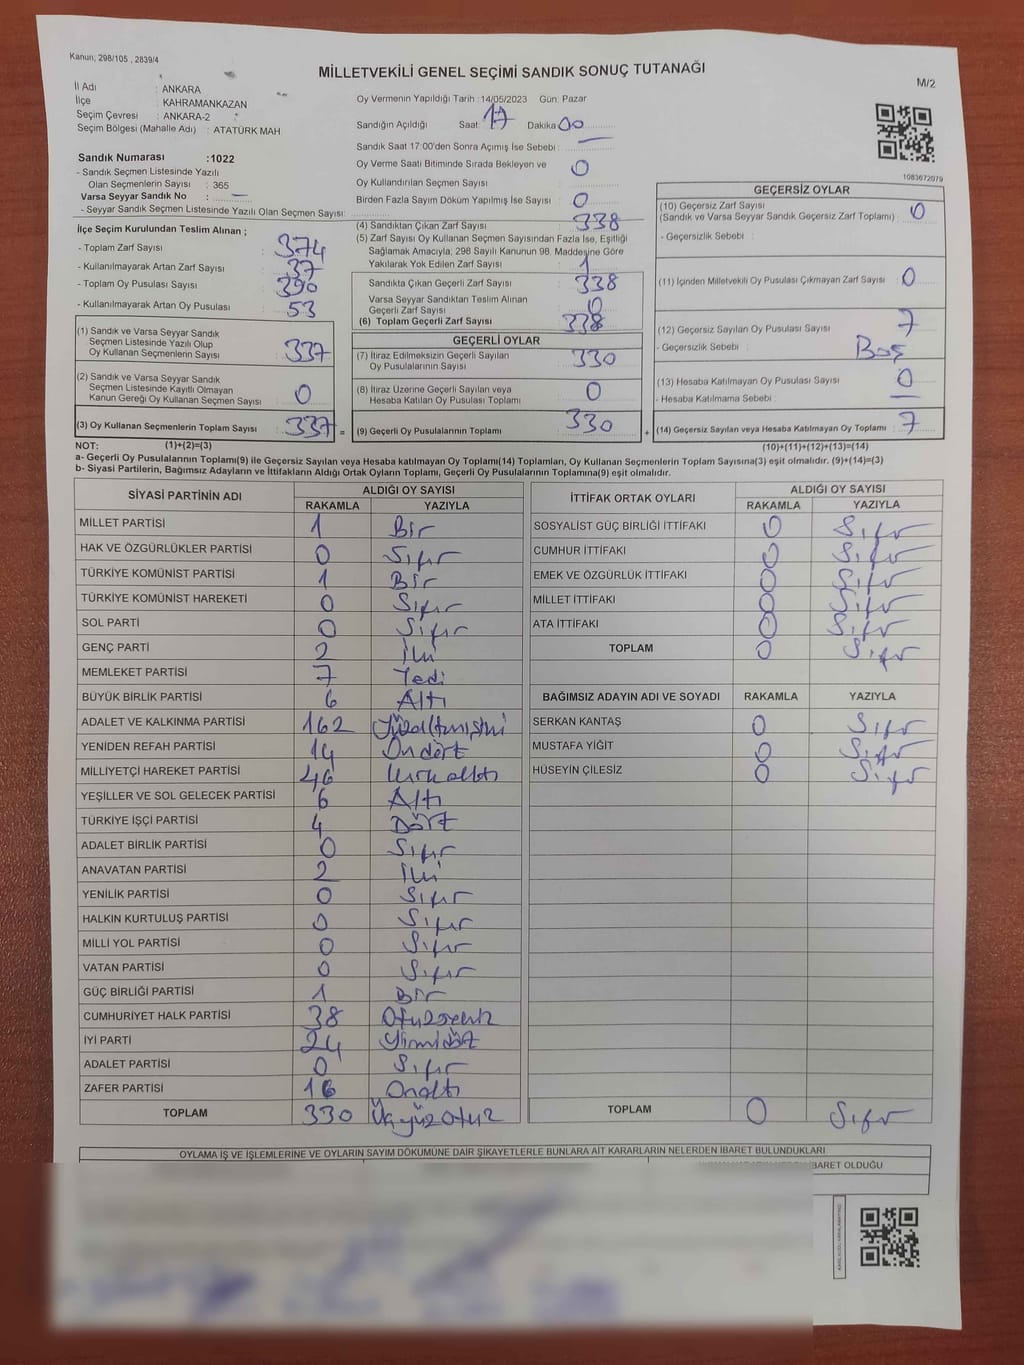 Kanun; 298/105 , 2839/4
MİLLETVEKİLİ GENEL SEÇİMİ SANDIK SONUÇ TUTANAĞI
M/2
İl Adı : ANKARA
İlçe : KAHRAMANKAZAN
Seçim Çevresi : ANKARA-2
Seçim Bölgesi (Mahalle Adı) : ATATÜRK MAH
Oy Vermenin Yapıldığı Tarih :14/05/2023 Gün: Pazar
Sandığın Açıldığı Saat: 17 Dakika 00
Sandık Saat 17:00'den Sonra Açımış İse Sebebi : —
Oy Verme Saati Bitiminde Sırada Bekleyen ve
Oy Kullandırılan Seçmen Sayısı : 0
Birden Fazla Sayım Döküm Yapılmış İse Sayısı : 0
1083672079
Sandık Numarası :1022
- Sandık Seçmen Listesinde Yazılı
Olan Seçmenlerin Sayısı : 365
Varsa Seyyar Sandık No : —
- Seyyar Sandık Seçmen Listesinde Yazılı Olan Seçmen Sayısı:
İlçe Seçim Kurulundan Teslim Alınan ;
- Toplam Zarf Sayısı : 374
- Kullanılmayarak Artan Zarf Sayısı : 37
- Toplam Oy Pusulası Sayısı : 390
- Kullanılmayarak Artan Oy Pusulası : 53
(1) Sandık ve Varsa Seyyar Sandık
Seçmen Listesinde Yazılı Olup
Oy Kullanan Seçmenlerin Sayısı : 337
(2) Sandık ve Varsa Seyyar Sandık
Seçmen Listesinde Kayıtlı Olmayan
Kanun Gereği Oy Kullanan Seçmen Sayısı : 0
(3) Oy Kullanan Seçmenlerin Toplam Sayısı : 337 =
(4) Sandıktan Çıkan Zarf Sayısı : 338
(5) Zarf Sayısı Oy Kullanan Seçmen Sayısından Fazla İse, Eşitliği
Sağlamak Amacıyla; 298 Sayılı Kanunun 98. Maddesine Göre
Yakılarak Yok Edilen Zarf Sayısı : 1
Sandıkta Çıkan Geçerli Zarf Sayısı : 338
Varsa Seyyar Sandıktan Teslim Alınan
Geçerli Zarf Sayısı : 0
(6) Toplam Geçerli Zarf Sayısı : 338
GEÇERLİ OYLAR
(7) İtiraz Edilmeksizin Geçerli Sayılan
Oy Pusulalarının Sayısı : 330
(8) İtiraz Üzerine Geçerli Sayılan veya
Hesaba Katılan Oy Pusulası Toplamı : 0
(9) Geçerli Oy Pusulalarının Toplamı : 330 +
GEÇERSİZ OYLAR
(10) Geçersiz Zarf Sayısı : 0
(Sandık ve Varsa Seyyar Sandık Geçersiz Zarf Toplamı)
- Geçersizlik Sebebi :
(11) İçinden Milletvekili Oy Pusulası Çıkmayan Zarf Sayısı : 0
(12) Geçersiz Sayılan Oy Pusulası Sayısı : 7
- Geçersizlik Sebebi : Boş
(13) Hesaba Katılmayan Oy Pusulası Sayısı : 0
- Hesaba Katılmama Sebebi : —
(14) Geçersiz Sayılan veya Hesaba Katılmayan Oy Toplamı : 7
NOT: (1)+(2)=(3) (10)+(11)+(12)+(13)=(14)
a- Geçerli Oy Pusulalarının Toplamı(9) ile Geçersiz Sayılan veya Hesaba katılmayan Oy Toplamı(14) Toplamları, Oy Kullanan Seçmenlerin Toplam Sayısına(3) eşit olmalıdır. (9)+(14)=(3)
b- Siyasi Partilerin, Bağımsız Adayların ve İttifakların Aldığı Ortak Oyların Toplamı, Geçerli Oy Pusulalarının Toplamına(9) eşit olmalıdır.
SİYASİ PARTİNİN ADI ALDIĞI OY SAYISI
RAKAMLA YAZIYLA
MİLLET PARTİSİ 1 Bir
HAK VE ÖZGÜRLÜKLER PARTİSİ 0 Sıfır
TÜRKİYE KOMÜNİST PARTİSİ 1 Bir
TÜRKİYE KOMÜNİST HAREKETİ 0 Sıfır
SOL PARTİ 0 Sıfır
GENÇ PARTİ 2 İki
MEMLEKET PARTİSİ 7 Yedi
BÜYÜK BİRLİK PARTİSİ 6 Altı
ADALET VE KALKINMA PARTİSİ 162 Yüzaltmışiki
YENİDEN REFAH PARTİSİ 14 Ondört
MİLLİYETÇİ HAREKET PARTİSİ 46 Kırkaltı
YEŞİLLER VE SOL GELECEK PARTİSİ 6 Altı
TÜRKİYE İŞÇİ PARTİSİ 4 Dört
ADALET BİRLİK PARTİSİ 0 Sıfır
ANAVATAN PARTİSİ 2 İki
YENİLİK PARTİSİ 0 Sıfır
HALKIN KURTULUŞ PARTİSİ 0 Sıfır
MİLLİ YOL PARTİSİ 0 Sıfır
VATAN PARTİSİ 0 Sıfır
GÜÇ BİRLİĞİ PARTİSİ 1 Bir
CUMHURİYET HALK PARTİSİ 38 Otuzsekiz
İYİ PARTİ 24 Yirmidört
ADALET PARTİSİ 0 Sıfır
ZAFER PARTİSİ 16 Onaltı
TOPLAM 330 Üçyüzotuz
İTTİFAK ORTAK OYLARI ALDIĞI OY SAYISI
RAKAMLA YAZIYLA
SOSYALİST GÜÇ BİRLİĞİ İTTİFAKI 0 Sıfır
CUMHUR İTTİFAKI 0 Sıfır
EMEK VE ÖZGÜRLÜK İTTİFAKI 0 Sıfır
MİLLET İTTİFAKI 0 Sıfır
ATA İTTİFAKI 0 Sıfır
TOPLAM 0 Sıfır
BAĞIMSIZ ADAYIN ADI VE SOYADI RAKAMLA YAZIYLA
SERKAN KANTAŞ 0 Sıfır
MUSTAFA YİĞİT 0 Sıfır
HÜSEYİN ÇİLESİZ 0 Sıfır
TOPLAM 0 Sıfır
OYLAMA İŞ VE İŞLEMLERİNE VE OYLARIN SAYIM DÖKÜMÜNE DAİR ŞİKAYETLERLE BUNLARA AİT KARARLARIN NELERDEN İBARET BULUNDUKLARI
İBARET OLDUĞU